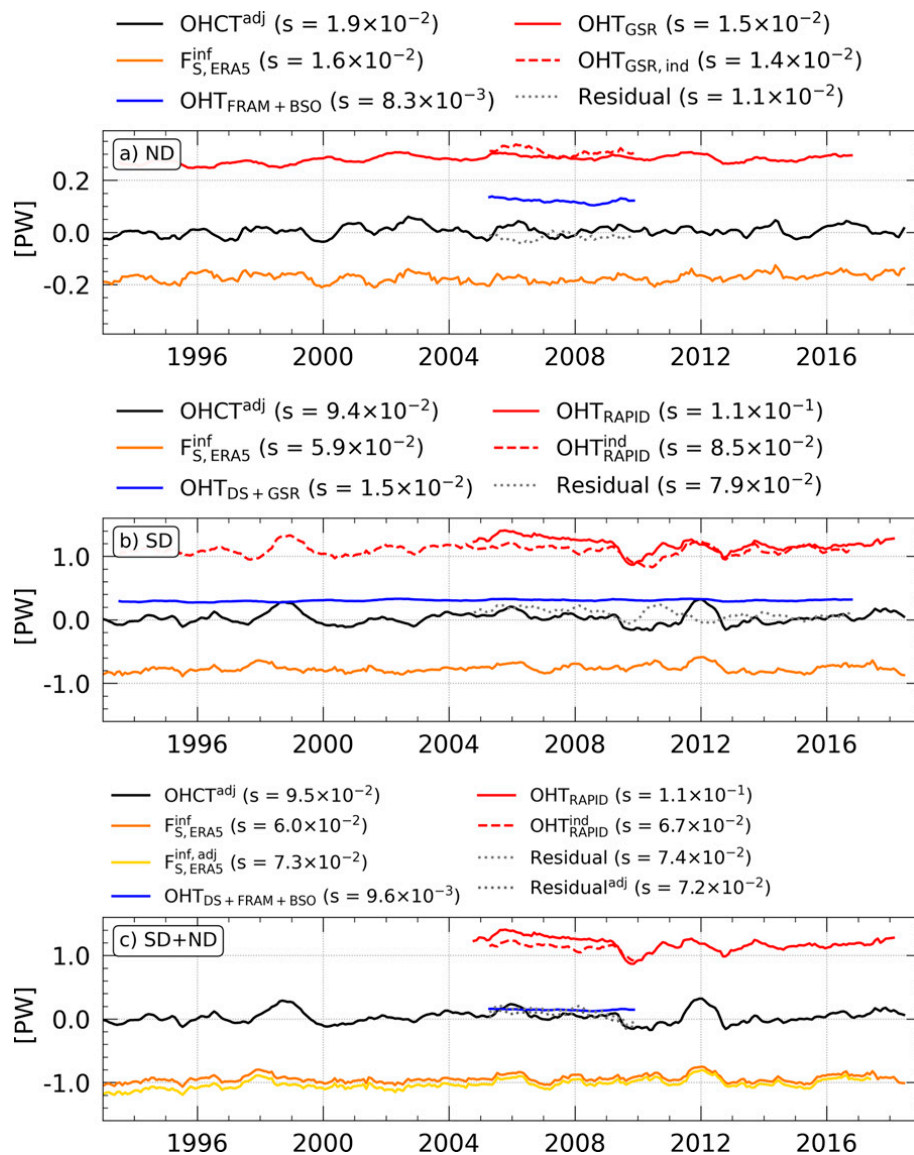 OHCT^adj (s = 1.9×10⁻²) OHT_GSR (s = 1.5×10⁻²)
F^inf_S,ERA5 (s = 1.6×10⁻²) OHT_GSR,ind (s = 1.4×10⁻²)
OHT_FRAM+BSO (s = 8.3×10⁻³) Residual (s = 1.1×10⁻²)
a) ND
0.2
0.0
-0.2
[PW]
1996 2000 2004 2008 2012 2016
OHCT^adj (s = 9.4×10⁻²) OHT_RAPID (s = 1.1×10⁻¹)
F^inf_S,ERA5 (s = 5.9×10⁻²) OHT^ind_RAPID (s = 8.5×10⁻²)
OHT_DS+GSR (s = 1.5×10⁻²) Residual (s = 7.9×10⁻²)
b) SD
1.0
0.0
-1.0
[PW]
1996 2000 2004 2008 2012 2016
OHCT^adj (s = 9.5×10⁻²) OHT_RAPID (s = 1.1×10⁻¹)
F^inf_S,ERA5 (s = 6.0×10⁻²) OHT^ind_RAPID (s = 6.7×10⁻²)
F^inf,adj_S,ERA5 (s = 7.3×10⁻²) Residual (s = 7.4×10⁻²)
OHT_DS+FRAM+BSO (s = 9.6×10⁻³) Residual^adj (s = 7.2×10⁻²)
c) SD+ND
1.0
0.0
-1.0
[PW]
1996 2000 2004 2008 2012 2016